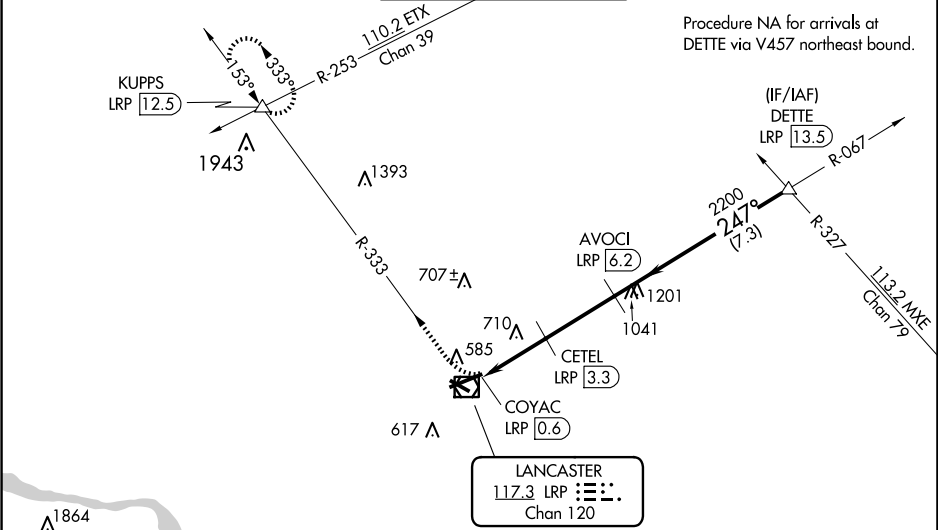 110.2 ETX
Chan 39
R-253
Procedure NA for arrivals at
DETTE via V457 northeast bound.
153°
333°
KUPPS
LRP 12.5
1943
1393
(IF/IAF)
DETTE
LRP 13.5
R-067
2200
247°
(7.3)
R-327
113.2 MXE
Chan 79
R-333
AVOCI
LRP 6.2
707±
1201
1041
710
585
CETEL
LRP 3.3
COYAC
LRP 0.6
617
LANCASTER
117.3 LRP
Chan 120
1864